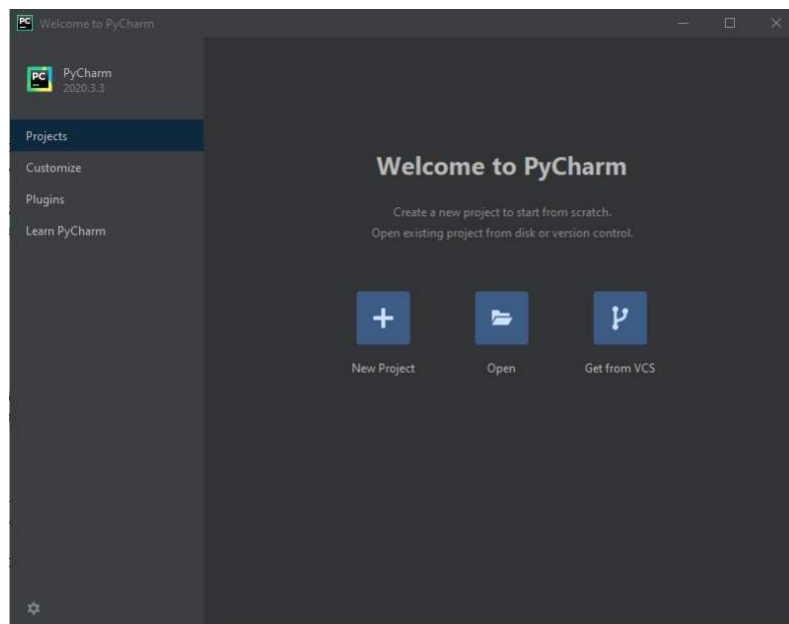 PC Welcome to PyCharm
PC PyCharm
2020.3.3
Projects
Customize
Plugins
Learn PyCharm
Welcome to PyCharm
Create a new project to start from scratch.
Open existing project from disk or version control.
New Project
Open
Get from VCS